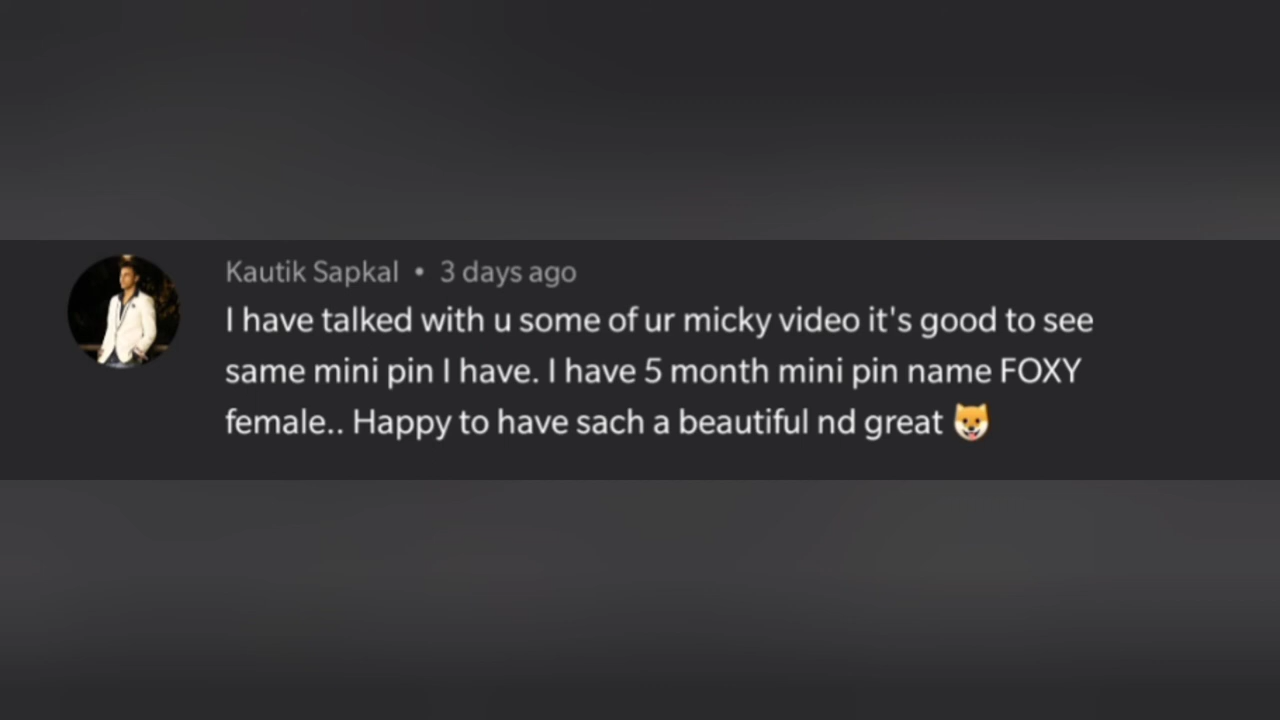 Kautik Sapkal • 3 days ago
I have talked with u some of ur micky video it's good to see
same mini pin I have. I have 5 month mini pin name FOXY
female.. Happy to have sach a beautiful nd great 🐶